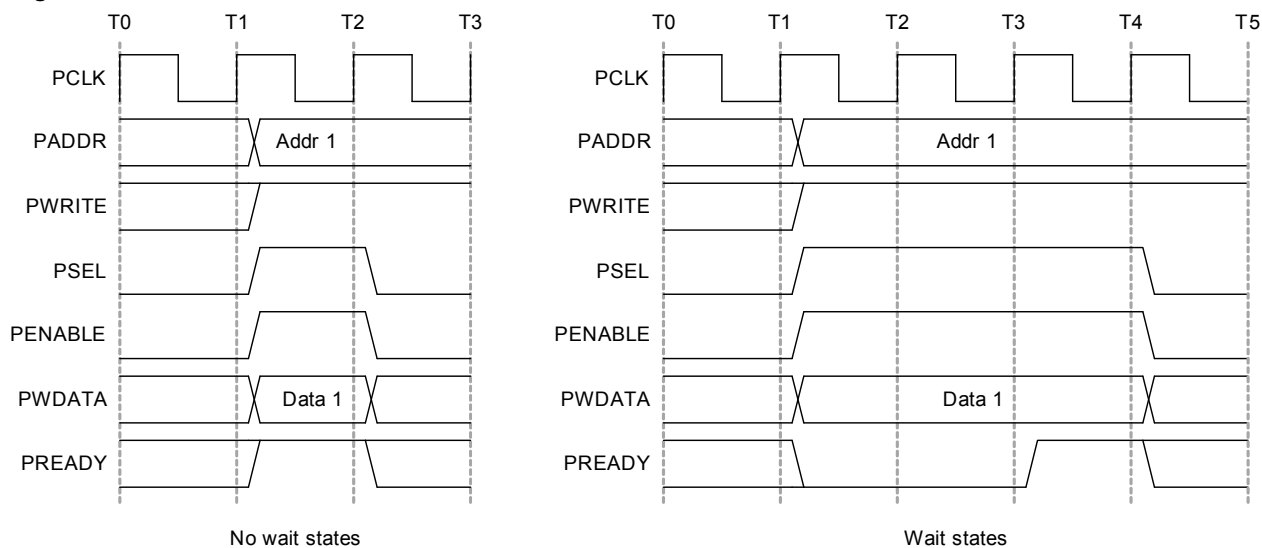 T0 T1 T2 T3
PCLK
PADDR Addr 1
PWRITE
PSEL
PENABLE
PWDATA Data 1
PREADY
No wait states
T0 T1 T2 T3 T4 T5
PCLK
PADDR Addr 1
PWRITE
PSEL
PENABLE
PWDATA Data 1
PREADY
Wait states